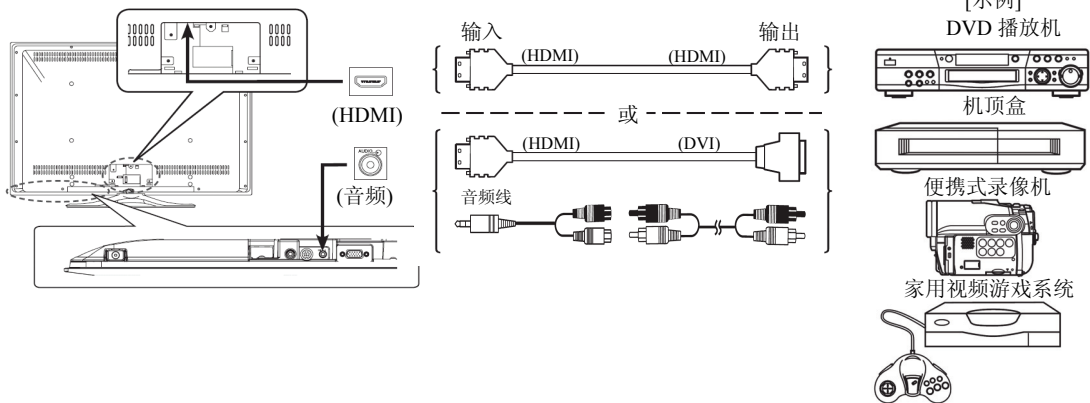 (HDMI)
AUDIO
(音频)
输入
输出
(HDMI)
(HDMI)
或
(HDMI)
(DVI)
音频线
[示例]
DVD 播放机
机顶盒
便携式录像机
家用视频游戏系统